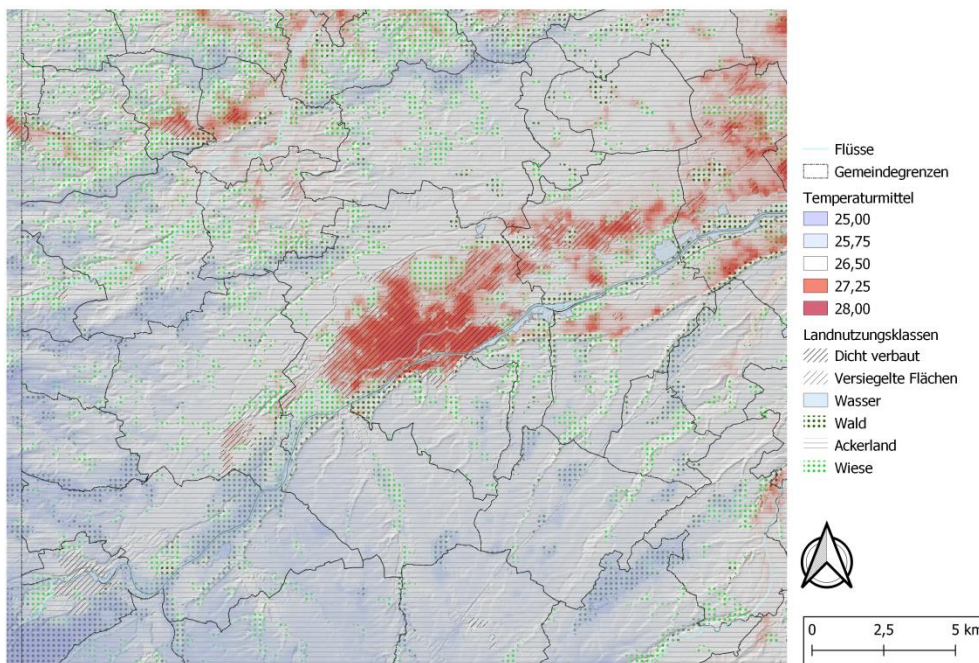 Flüsse
Gemeindegrenzen
Temperaturmittel
25,00
25,75
26,50
27,25
28,00
Landnutzungsklassen
Dicht verbaut
Versiegelte Flächen
Wasser
Wald
Ackerland
Wiese
0 2,5 5 km